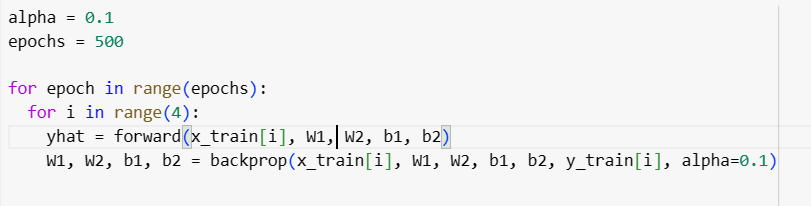 alpha = 0.1
epochs = 500
for epoch in range(epochs):
for i in range(4):
yhat = forward(x_train[i], W1, W2, b1, b2)
W1, W2, b1, b2 = backprop(x_train[i], W1, W2, b1, b2, y_train[i], alpha=0.1)